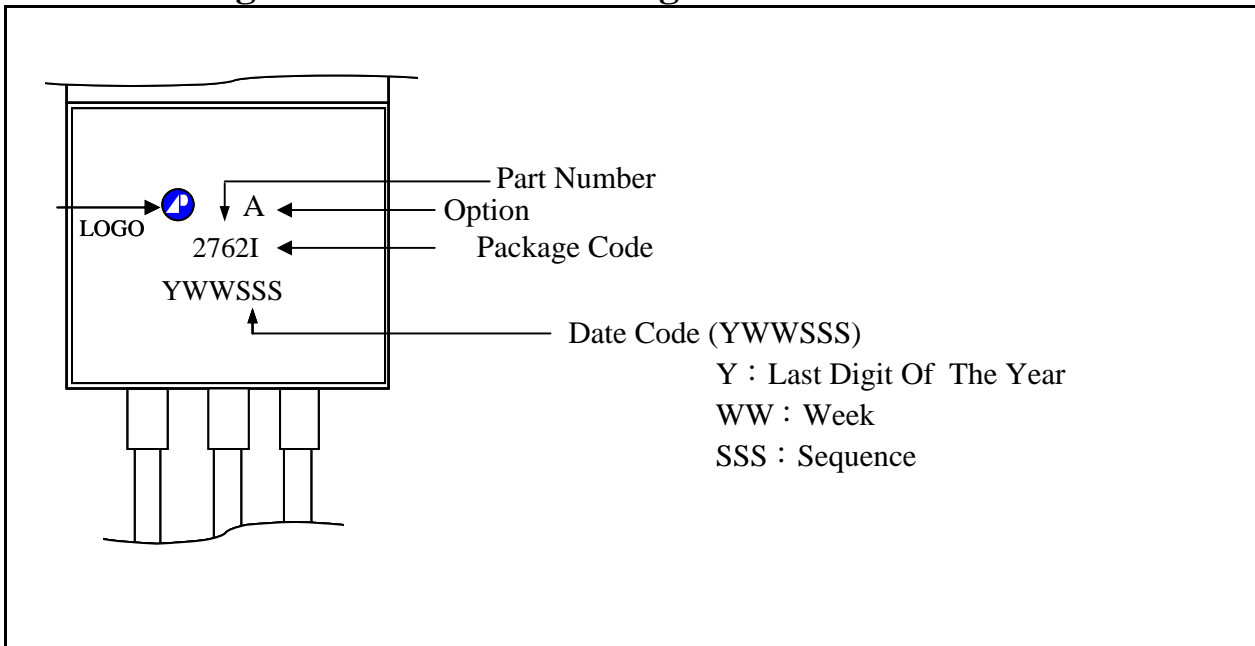 Part Number
A
Option
LOGO
2762I
Package Code
YWWSSS
Date Code (YWWSSS)
Y：Last Digit Of The Year
WW：Week
SSS：Sequence